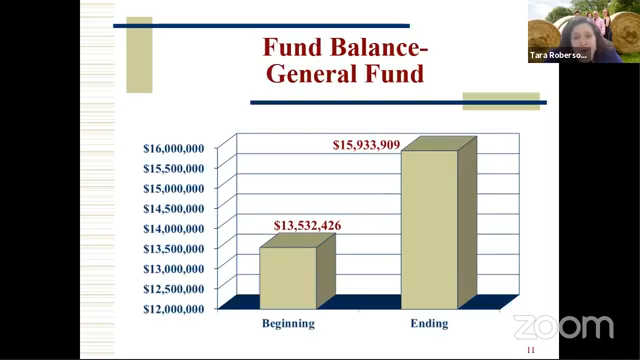 Fund Balance-
General Fund
Tara Roberso...
$16,000,000
$15,500,000
$15,000,000
$14,500,000
$14,000,000
$13,500,000
$13,000,000
$12,500,000
$12,000,000
$13,532,426
$15,933,909
Beginning
Ending
zoom
11